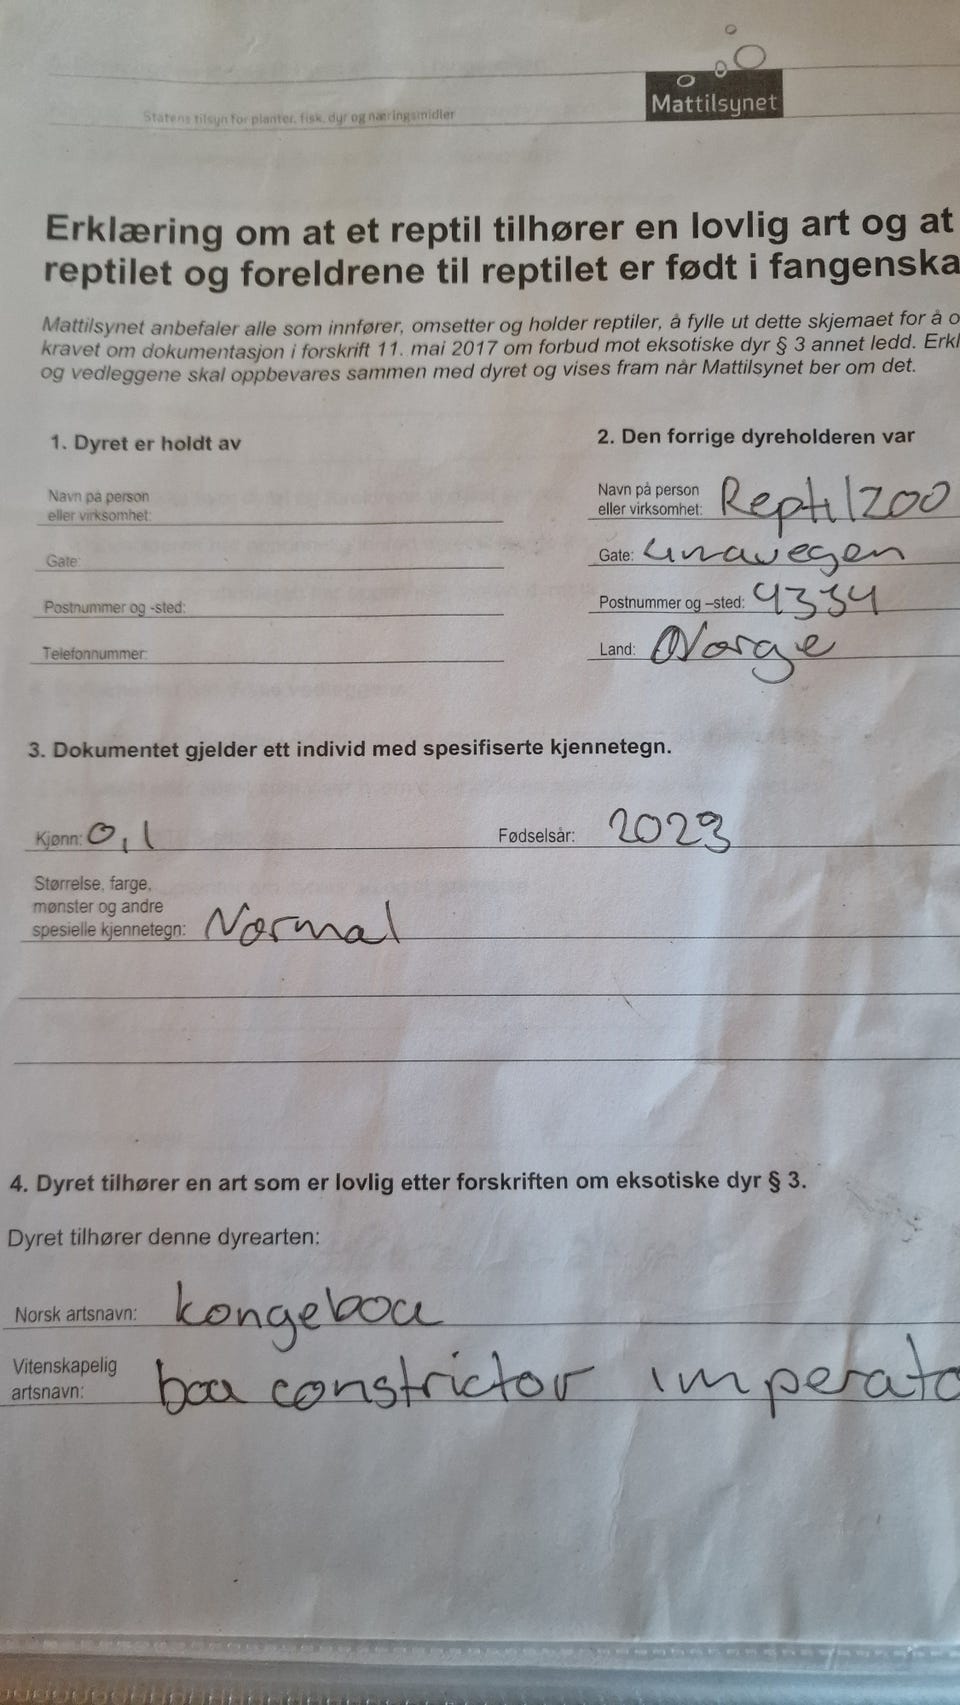 Statens tilsyn for planter, fisk, dyr og næringsmidler
Mattilsynet
Erklæring om at et reptil tilhører en lovlig art og at
reptilet og foreldrene til reptilet er født i fangenska
Mattilsynet anbefaler alle som innfører, omsetter og holder reptiler, å fylle ut dette skjemaet for å o
kravet om dokumentasjon i forskrift 11. mai 2017 om forbud mot eksotiske dyr § 3 annet ledd. Erkl
og vedleggene skal oppbevares sammen med dyret og vises fram når Mattilsynet ber om det.
1. Dyret er holdt av
Navn på person
eller virksomhet:
Gate:
Postnummer og -sted:
Telefonnummer:
2. Den forrige dyreholderen var
Navn på person
eller virksomhet: Reptilzoo
Gate: Limavegen
Postnummer og –sted: 4334
Land: Norge
3. Dokumentet gjelder ett individ med spesifiserte kjennetegn.
Kjønn: 0,1 Fødselsår: 2023
Størrelse, farge,
mønster og andre
spesielle kjennetegn: Normal
4. Dyret tilhører en art som er lovlig etter forskriften om eksotiske dyr § 3.
Dyret tilhører denne dyrearten:
Norsk artsnavn: kongeboa
Vitenskapelig
artsnavn: boa constrictor imperato